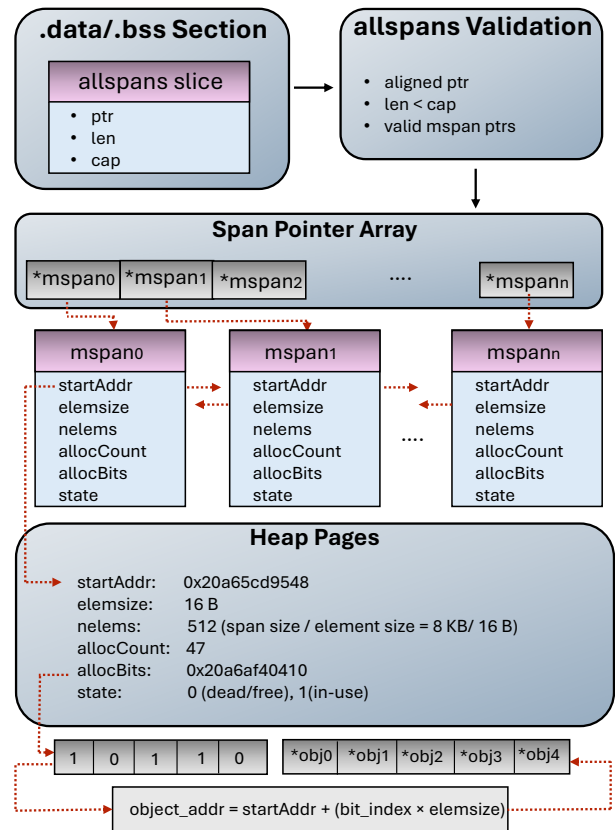 .data/.bss Section
allspans slice
• ptr
• len
• cap
allspans Validation
• aligned ptr
• len < cap
• valid mspan ptrs
Span Pointer Array
*mspan₀ *mspan₁ *mspan2 .... *mspanₙ
mspan₀
startAddr
elemsize
nelems
allocCount
allocBits
state
mspan₁
startAddr
elemsize
nelems
allocCount
allocBits
state
....
mspanₙ
startAddr
elemsize
nelems
allocCount
allocBits
state
Heap Pages
startAddr: 0x20a65cd9548
elemsize: 16 B
nelems: 512 (span size / element size = 8 KB/ 16 B)
allocCount: 47
allocBits: 0x20a6af40410
state: 0 (dead/free), 1(in-use)
1 0 1 1 0
*obj0 *obj1 *obj2 *obj3 *obj4
object_addr = startAddr + (bit_index × elemsize)